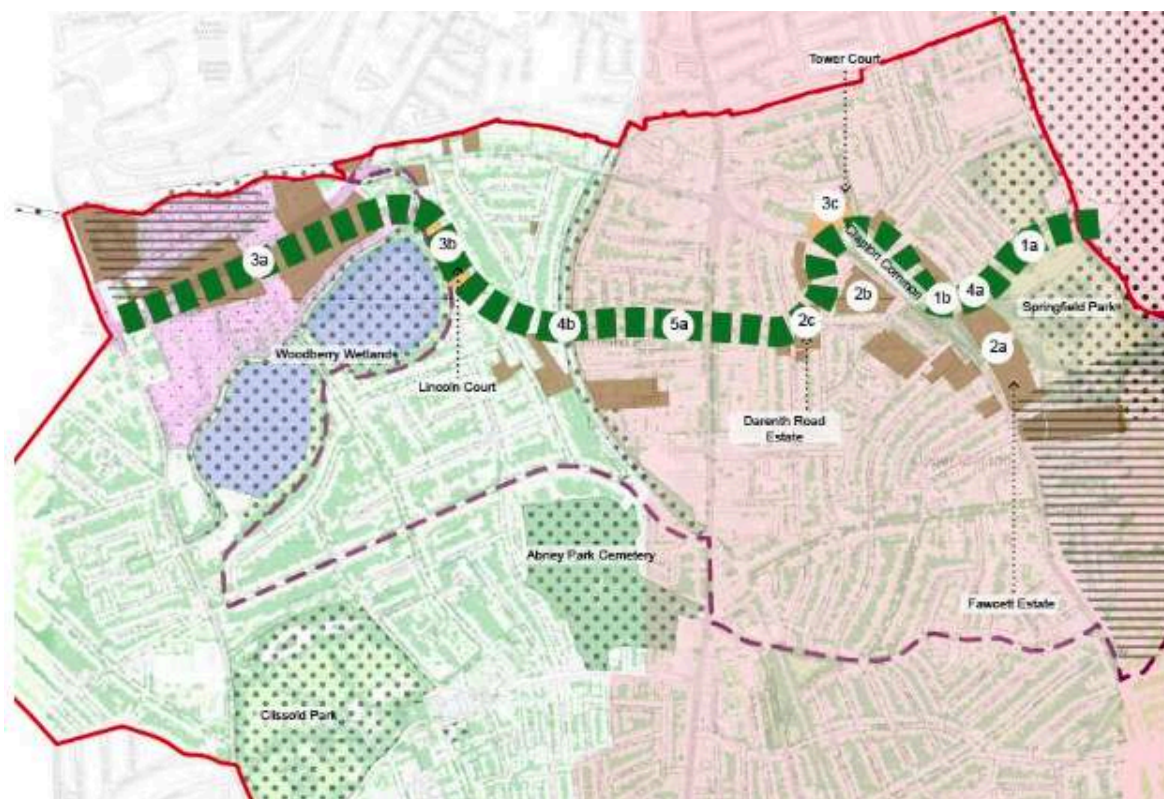 Tower Court
3c
3b
3a
Clapton Common
1a
4a
1b
2b
Springfield Park
4b
5a
2c
2a
Woodberry Wetlands
Lincoln Court
Darenth Road
Estate
Abney Park Cemetery
Fawcett Estate
Clissold Park